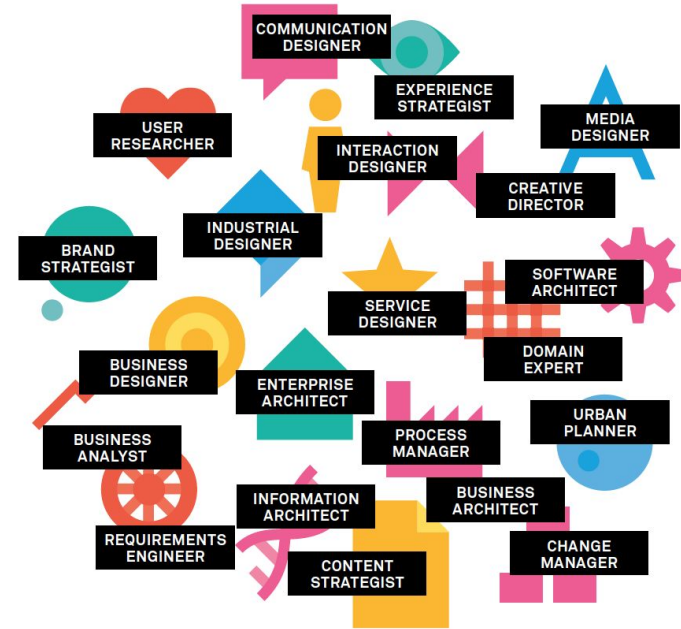 COMMUNICATION
DESIGNER
EXPERIENCE
STRATEGIST
USER
RESEARCHER
MEDIA
DESIGNER
INTERACTION
DESIGNER
CREATIVE
DIRECTOR
INDUSTRIAL
DESIGNER
BRAND
STRATEGIST
SOFTWARE
ARCHITECT
SERVICE
DESIGNER
DOMAIN
EXPERT
BUSINESS
DESIGNER
ENTERPRISE
ARCHITECT
URBAN
PLANNER
PROCESS
MANAGER
BUSINESS
ANALYST
INFORMATION
ARCHITECT
BUSINESS
ARCHITECT
REQUIREMENTS
ENGINEER
CHANGE
MANAGER
CONTENT
STRATEGIST